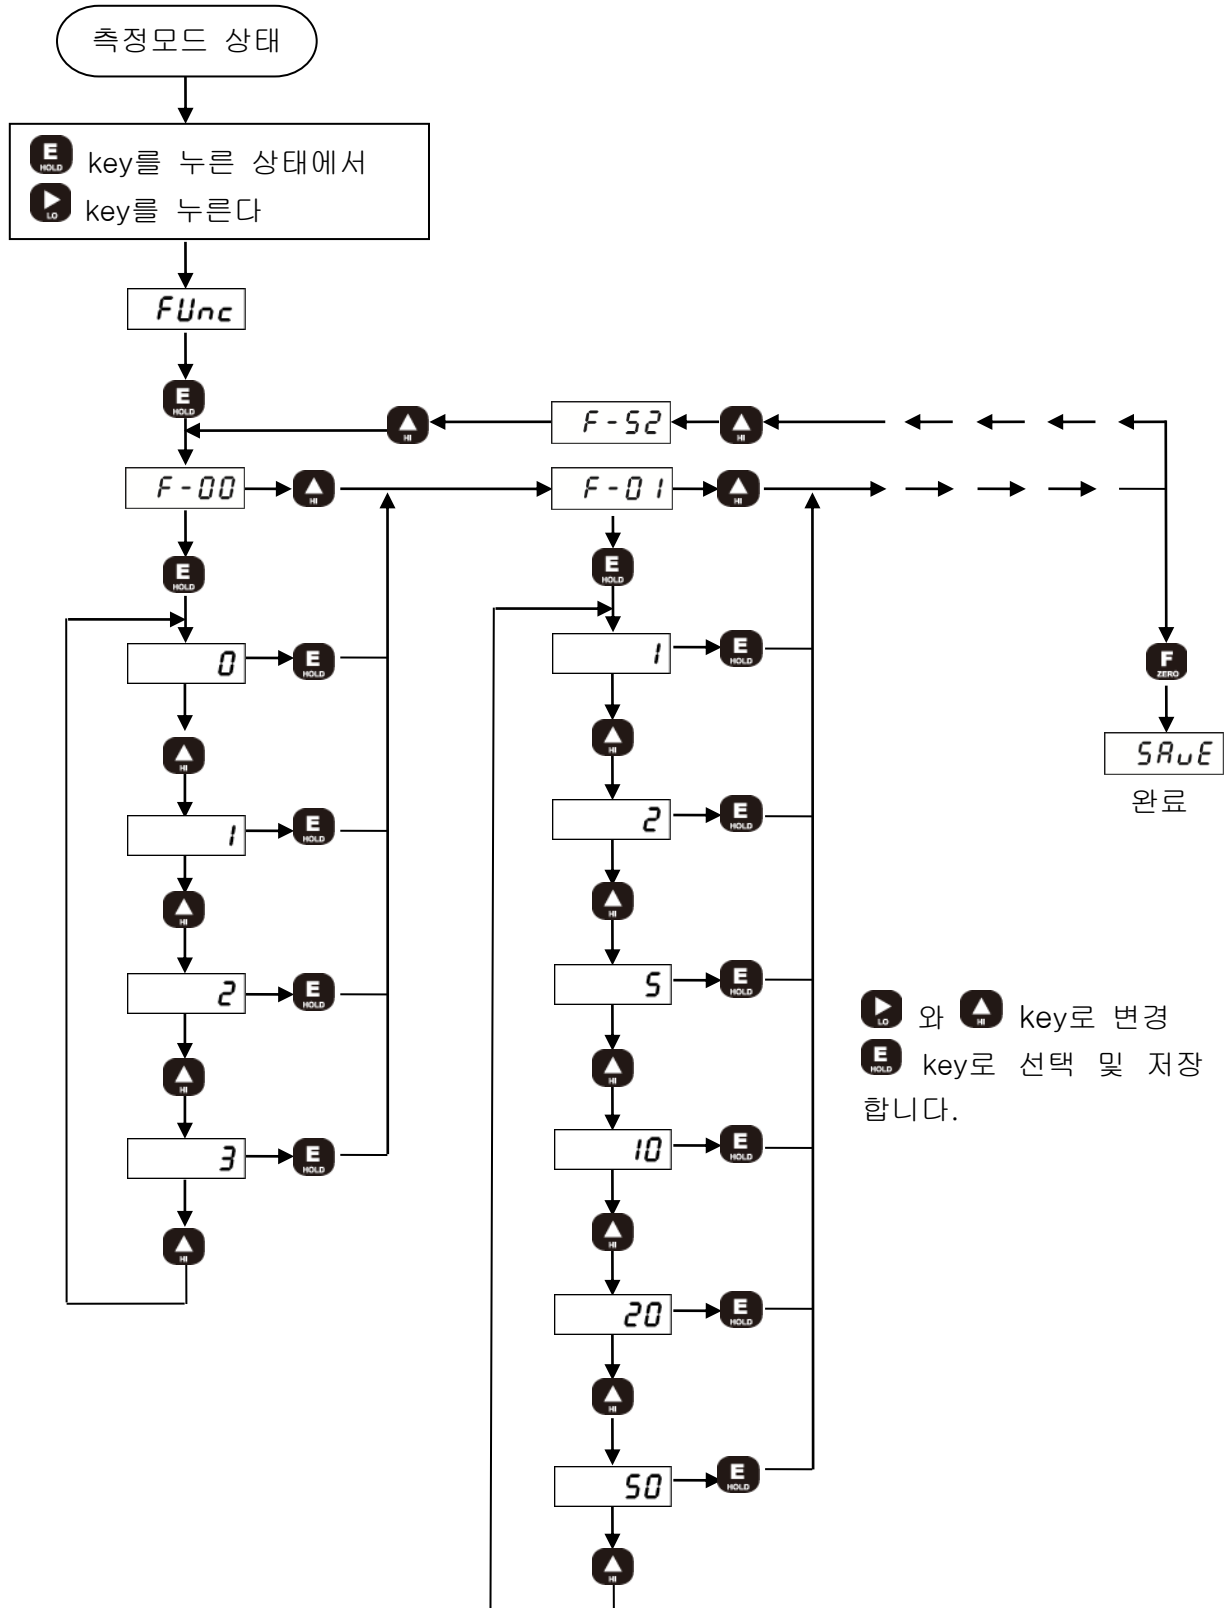 측정모드 상태
E HOLD key를 누른 상태에서
LO key를 누른다
FUnc
E HOLD
HI
F-52
HI
F-00
HI
F-01
HI
E HOLD
E HOLD
0
E HOLD
1
E HOLD
F ZERO
HI
HI
SAvE
완료
1
E HOLD
2
E HOLD
HI
HI
2
E HOLD
5
E HOLD
LO 와 HI key로 변경
E HOLD key로 선택 및 저장
합니다.
HI
HI
3
E HOLD
10
E HOLD
HI
HI
20
E HOLD
HI
50
E HOLD
HI